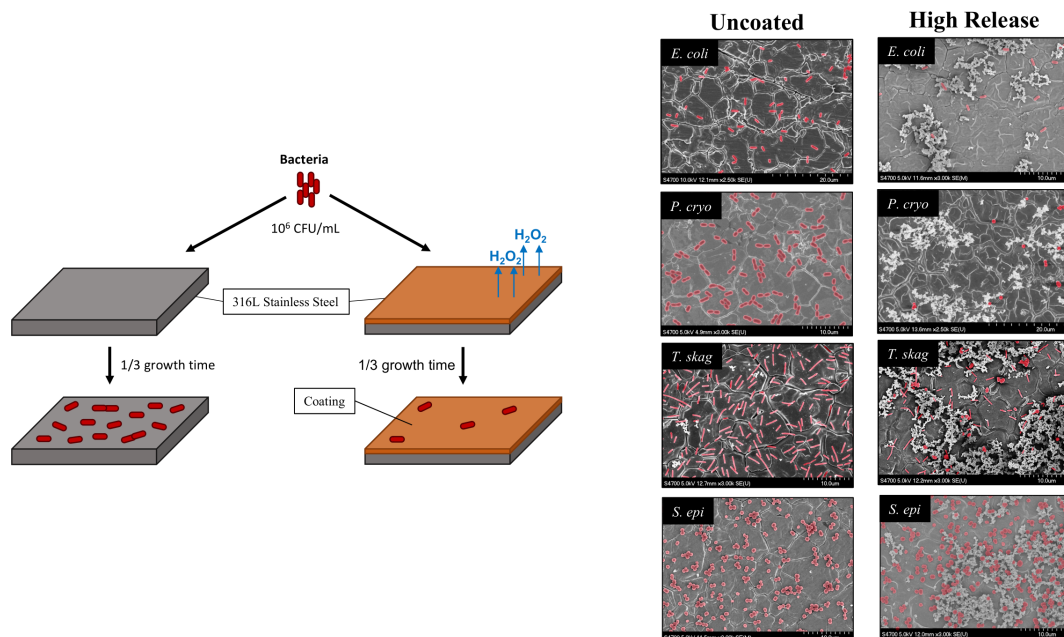 Bacteria
10⁶ CFU/mL
H₂O₂
H₂O₂
316L Stainless Steel
1/3 growth time
1/3 growth time
Coating
Uncoated
High Release
E. coli
S4700 10.0kV 12.1mm x2.50k SE(U)
20.0um
E. coli
S4700 5.0kV 11.6mm x3.00k SE(M)
10.0um
P. cryo
S4700 5.0kV 4.9mm x3.00k SE(U)
10.0um
P. cryo
S4700 5.0kV 13.6mm x2.50k SE(U)
20.0um
T. skag
S4700 5.0kV 12.7mm x3.00k SE(U)
10.0um
T. skag
S4700 5.0kV 12.2mm x3.00k SE(U)
10.0um
S. epi
10.0um
S. epi
S4700 5.0kV 12.0mm x3.00k SE(U)
10.0um